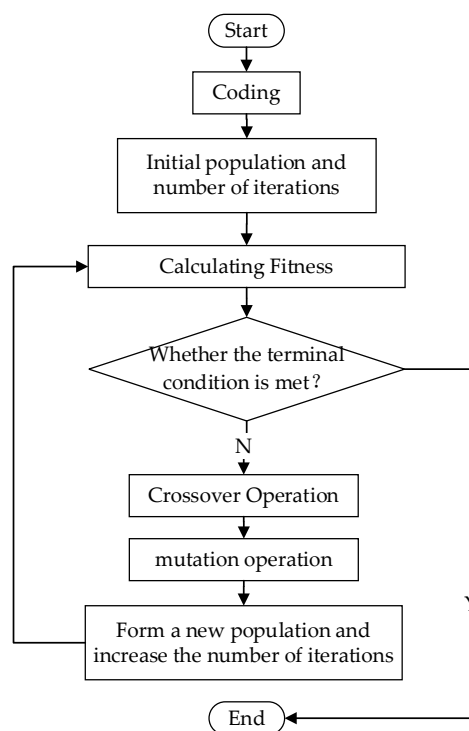 Start
Coding
Initial population and
number of iterations
Calculating Fitness
Whether the terminal
condition is met?
N
Crossover Operation
mutation operation
Y
Form a new population and
increase the number of iterations
End